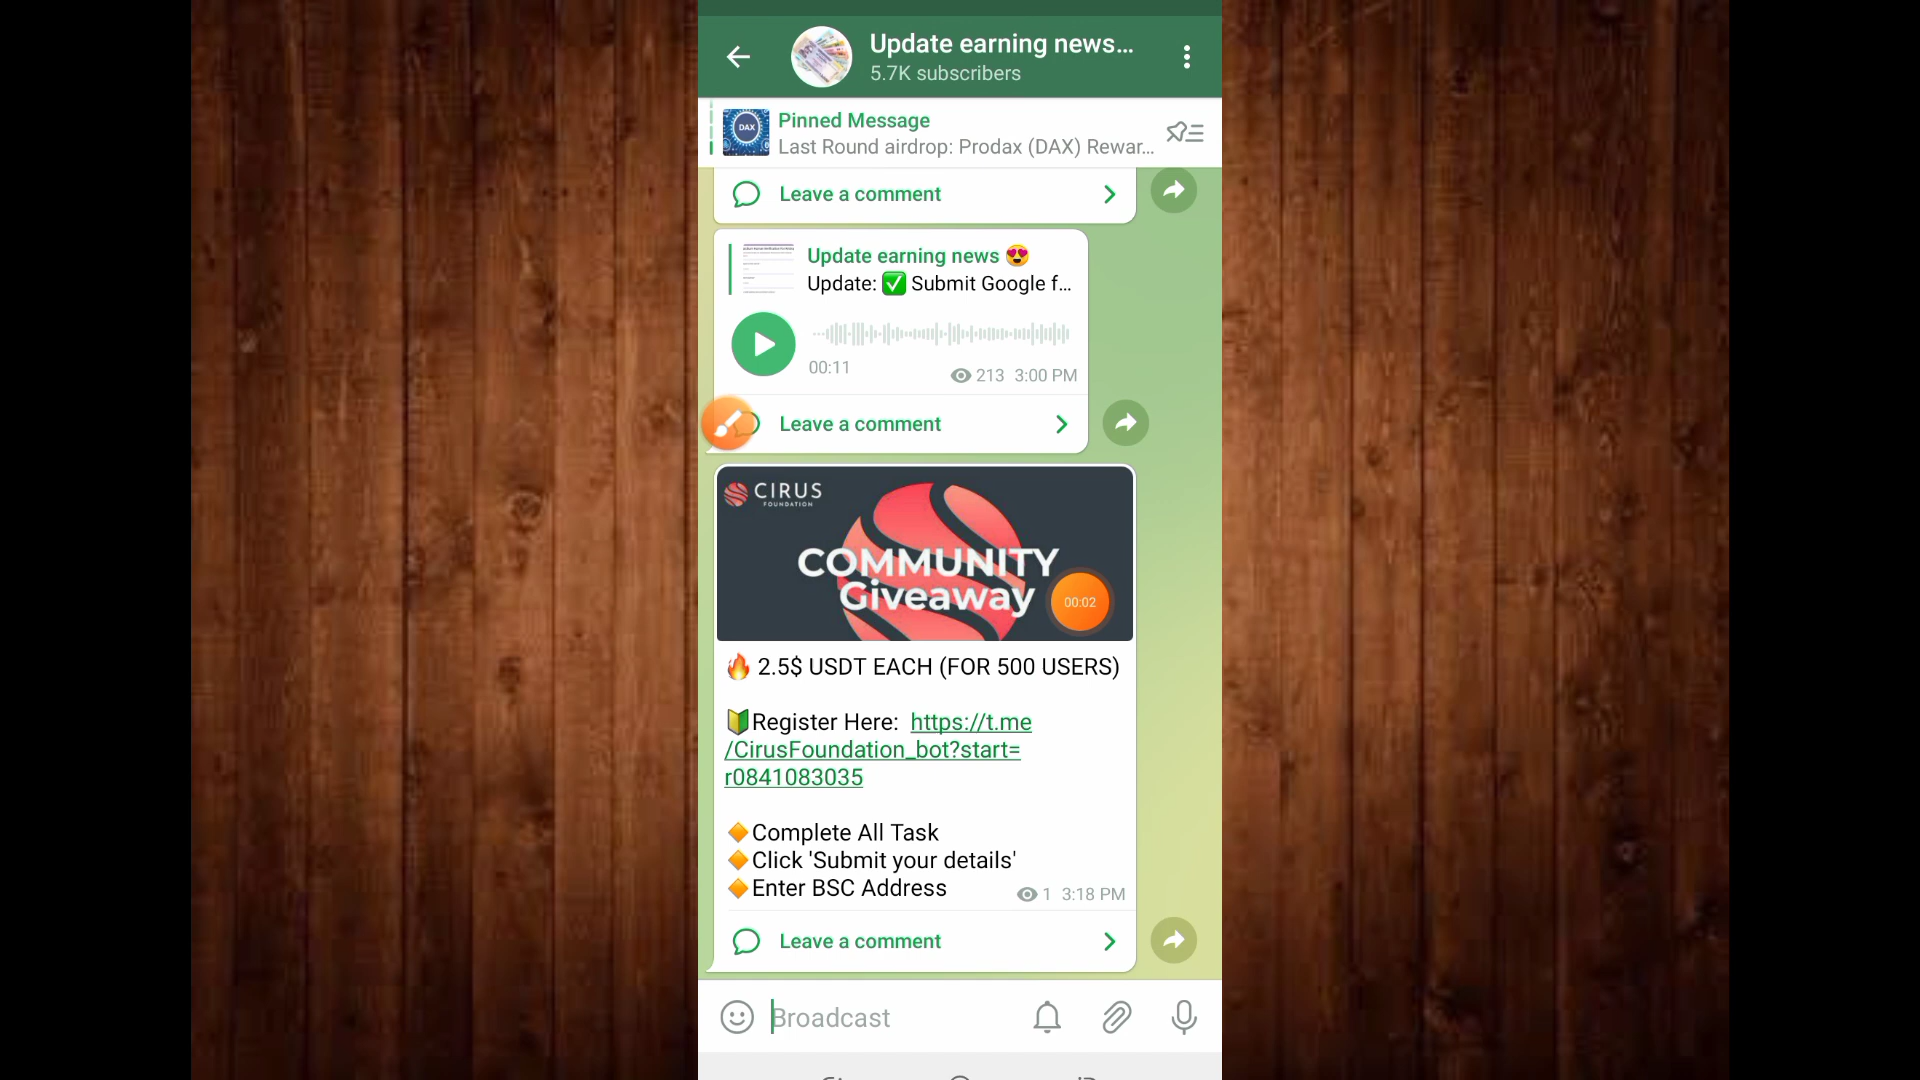 Update earning news...
5.7K subscribers
Pinned Message
Last Round airdrop: Prodax (DAX) Rewar...
DAX
Leave a comment
Update earning news 😍
Update: ✅ Submit Google f...
00:11
213 3:00 PM
Leave a comment
CIRUS
FOUNDATION
COMMUNITY
Giveaway
00:02
🔥 2.5$ USDT EACH (FOR 500 USERS)
🔰Register Here: https://t.me
/CirusFoundation_bot?start=
r0841083035
🔶Complete All Task
🔶Click 'Submit your details'
🔶Enter BSC Address
1 3:18 PM
Leave a comment
Broadcast